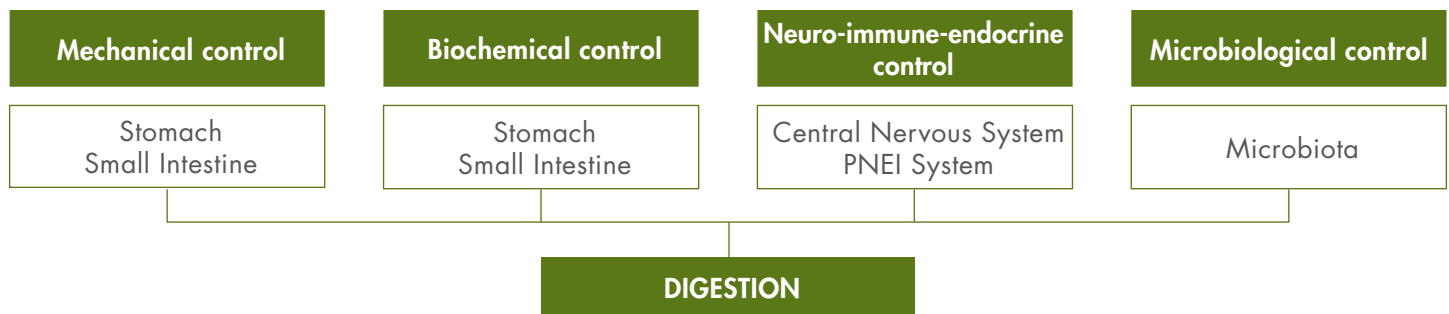 Mechanical control
Biochemical control
Neuro-immune-endocrine
control
Microbiological control
Stomach
Small Intestine
Stomach
Small Intestine
Central Nervous System
PNEI System
Microbiota
DIGESTION